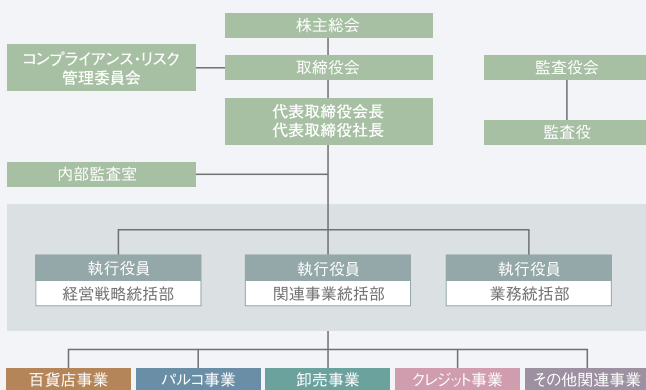 株主総会
コンプライアンス・リスク
管理委員会
取締役会
監査役会
代表取締役会長
代表取締役社長
監査役
内部監査室
執行役員
経営戦略統括部
執行役員
関連事業統括部
執行役員
業務統括部
百貨店事業
パルコ事業
卸売事業
クレジット事業
その他関連事業